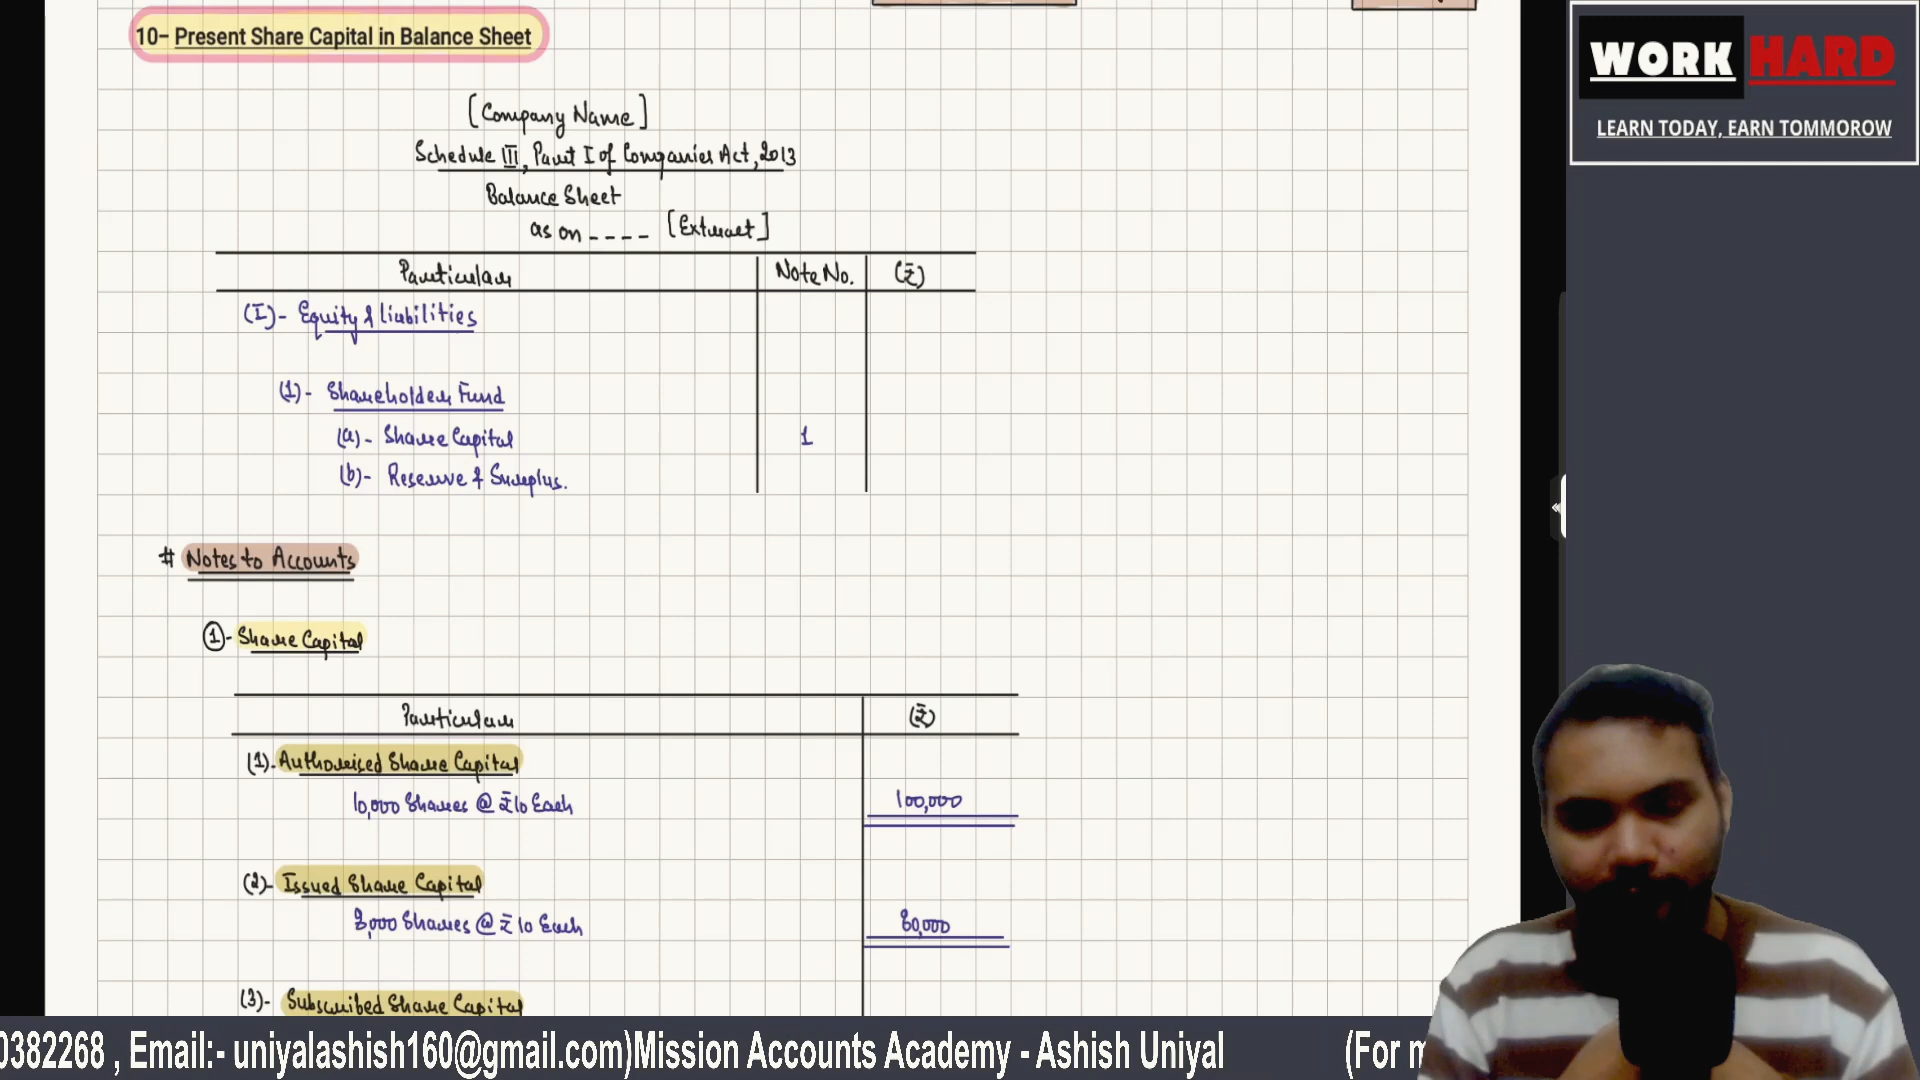 10- Present Share Capital in Balance Sheet
[Company Name]
Schedule III, Part I of Companies Act, 2013
Balance Sheet
as on ---- [Extract]
Particulars Note No. (₹)
(I)- Equity & liabilities
(1)- Shareholders Fund
(a)- Share Capital 1
(b)- Reserve & Surplus.
# Notes to Accounts
①- Share Capital
Particulars (₹)
(1)- Authorised Share Capital
10,000 Shares @ ₹10 Each 100,000
(2)- Issued Share Capital
8,000 Shares @ ₹10 Each 80,000
(3)- Subscribed Share Capital
WORK HARD
LEARN TODAY, EARN TOMMOROW
0382268 , Email:- uniyalashish160@gmail.com)Mission Accounts Academy - Ashish Uniyal (For m